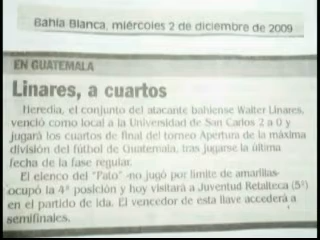 Bahía Blanca, miércoles 2 de diciembre de 2009
EN GUATEMALA
Linares, a cuartos
Heredia, el conjunto del atacante bahiense Walter Linares,
venció como local a la Universidad de San Carlos 2 a 0 y
jugará los cuartos de final del torneo Apertura de la máxima
división del fútbol de Guatemala, tras jugarse la última
fecha de la fase regular.
El elenco del "Pato" -no jugó por límite de amarillas-
ocupó la 4ª posición y hoy visitará a Juventud Retalteca (5º)
en el partido de ida. El vencedor de esta llave accederá a
semifinales.